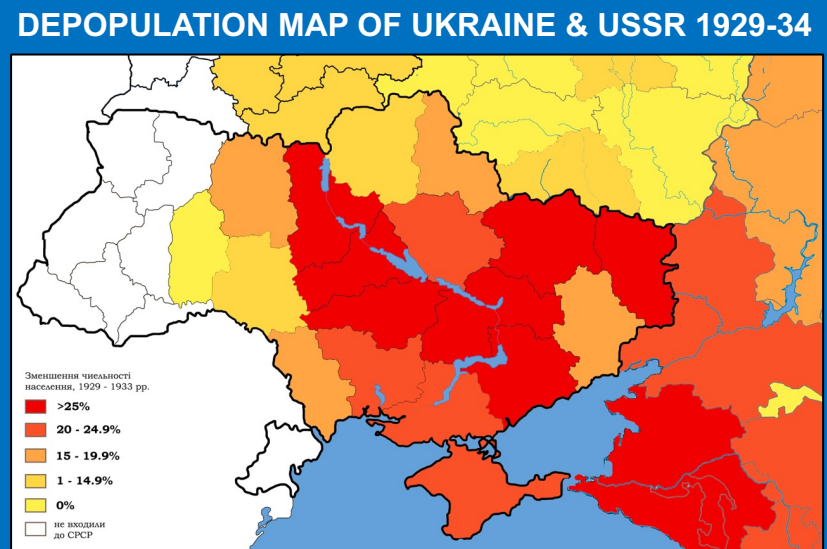 DEPOPULATION MAP OF UKRAINE & USSR 1929-34
Зменшення чиельності
населення, 1929 - 1933 рр.
>25%
20 - 24.9%
15 - 19.9%
1 - 14.9%
0%
не входили
до СРСР